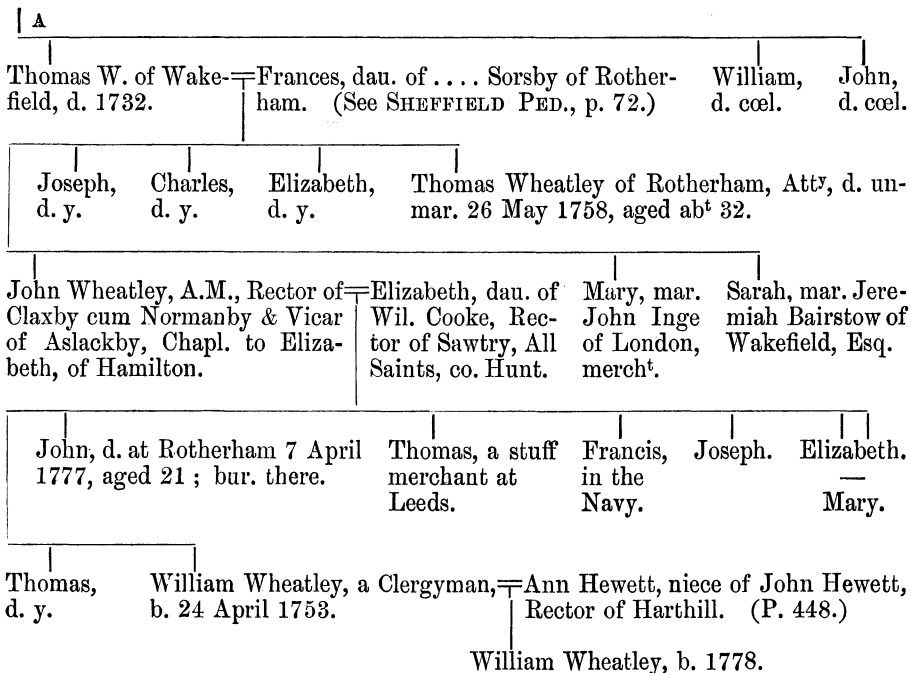 A
Thomas W. of Wake-
field, d. 1732.
Frances, dau. of .... Sorsby of Rother-
ham. (See SHEFFIELD PED., p. 72.)
William,
d. cœl.
John,
d. cœl.
Joseph,
d. y.
Charles,
d. y.
Elizabeth,
d. y.
Thomas Wheatley of Rotherham, Attʸ, d. un-
mar. 26 May 1758, aged abᵗ 32.
John Wheatley, A.M., Rector of
Claxby cum Normanby & Vicar
of Aslackby, Chapl. to Eliza-
beth, of Hamilton.
Elizabeth, dau. of
Wil. Cooke, Rec-
tor of Sawtry, All
Saints, co. Hunt.
Mary, mar.
John Inge
of London,
merchᵗ.
Sarah, mar. Jere-
miah Bairstow of
Wakefield, Esq.
John, d. at Rotherham 7 April
1777, aged 21 ; bur. there.
Thomas, a stuff
merchant at
Leeds.
Francis,
in the
Navy.
Joseph.
Elizabeth.
—
Mary.
Thomas,
d. y.
William Wheatley, a Clergyman,
b. 24 April 1753.
Ann Hewett, niece of John Hewett,
Rector of Harthill. (P. 448.)
William Wheatley, b. 1778.